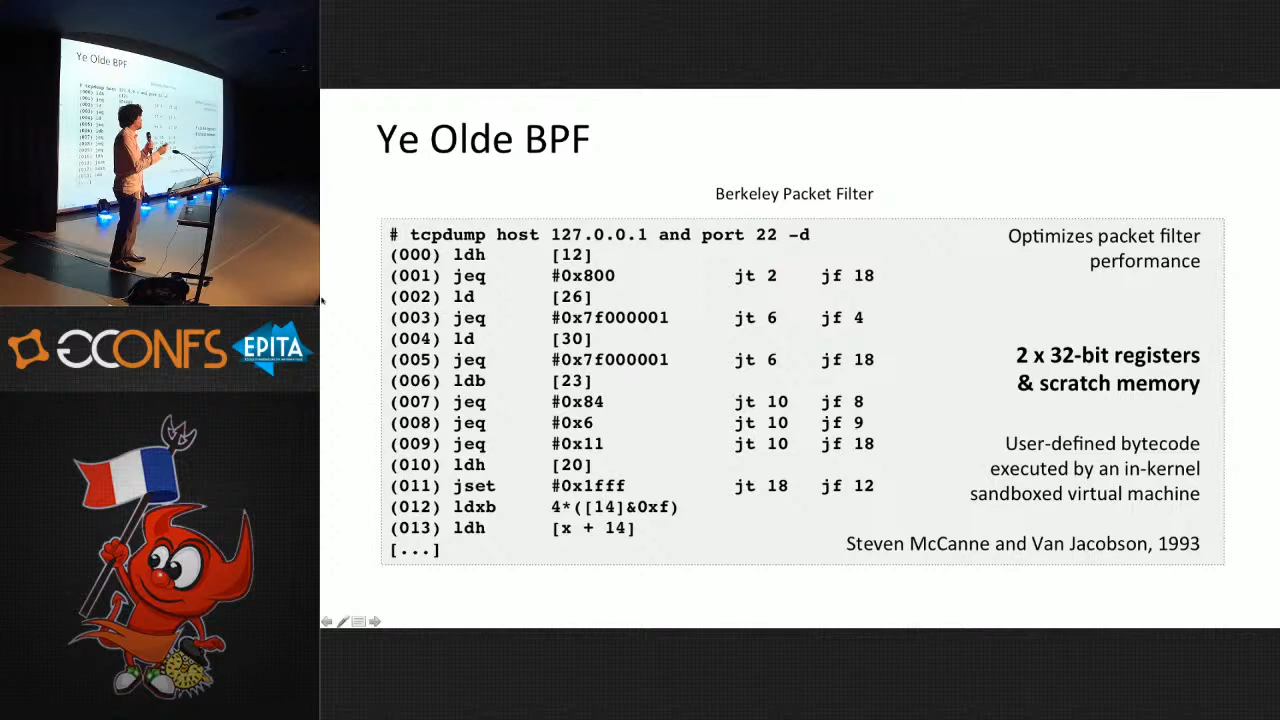 Ye Olde BPF
Ye Olde BPF
Berkeley Packet Filter
# tcpdump host 127.0.0.1 and port 22 -d
(000) ldh [12]
(001) jeq #0x800 jt 2 jf 18
(002) ld [26]
(003) jeq #0x7f000001 jt 6 jf 4
(004) ld [30]
(005) jeq #0x7f000001 jt 6 jf 18
(006) ldb [23]
(007) jeq #0x84 jt 10 jf 8
(008) jeq #0x6 jt 10 jf 9
(009) jeq #0x11 jt 10 jf 18
(010) ldh [20]
(011) jset #0x1fff jt 18 jf 12
(012) ldxb 4*([14]&0xf)
(013) ldh [x + 14]
[...]
Optimizes packet filter
performance
2 x 32-bit registers
& scratch memory
User-defined bytecode
executed by an in-kernel
sandboxed virtual machine
Steven McCanne and Van Jacobson, 1993
GCONFS
EPITA